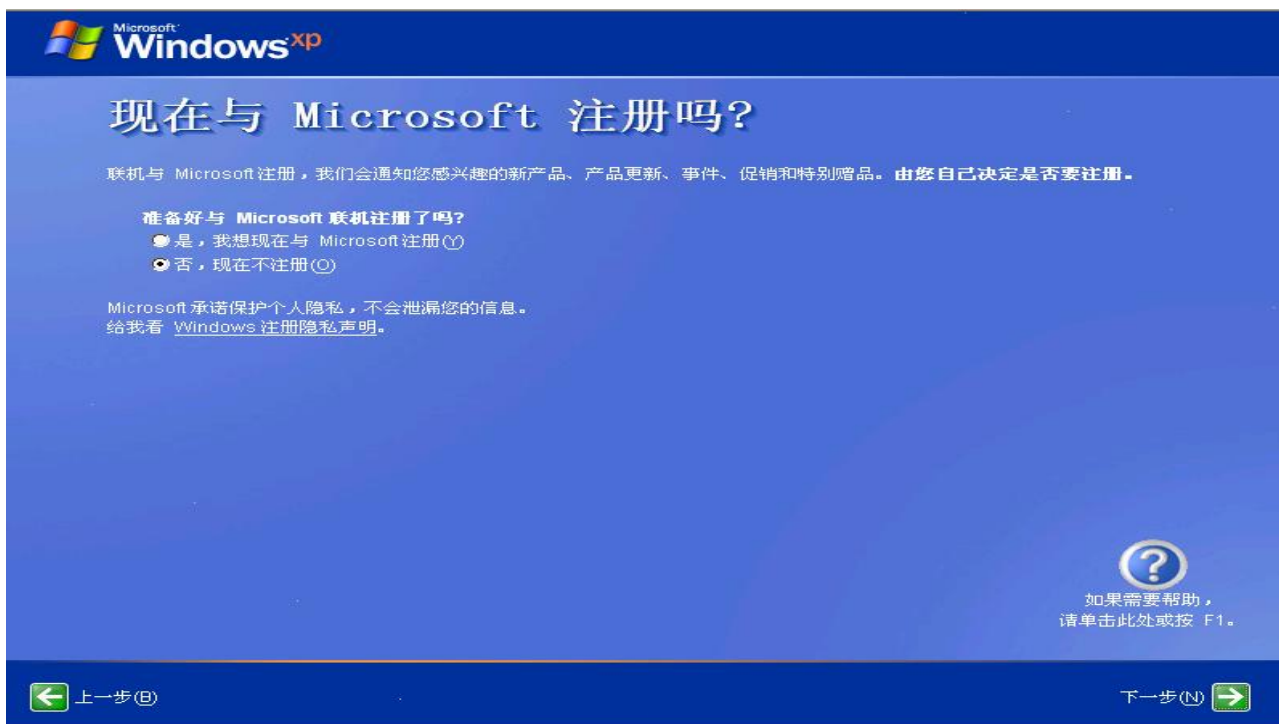 Microsoft
Windows xp
现在与 Microsoft 注册吗?
联机与 Microsoft 注册，我们会通知您感兴趣的新产品、产品更新、事件、促销和特别赠品。由您自己决定是否要注册。
准备好与 Microsoft 联机注册了吗?
是，我想现在与 Microsoft 注册(Y)
否，现在不注册(O)
Microsoft 承诺保护个人隐私，不会泄漏您的信息。
给我看 Windows 注册隐私声明。
如果需要帮助，
请单击此处或按 F1。
上一步(B)
下一步(N)